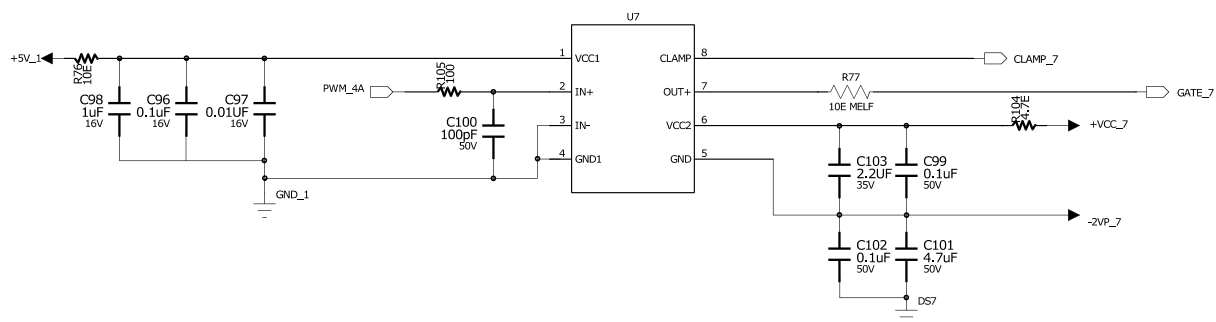 U7
+5V_1
R76
10E
C98
1uF
16V
C96
0.1uF
16V
C97
0.01UF
16V
GND_1
PWM_4A
R105
100
C100
100pF
50V
1
VCC1
2
IN+
3
IN-
4
GND1
8
CLAMP
7
OUT+
6
VCC2
5
GND
CLAMP_7
R77
10E MELF
GATE_7
R104
4.7E
+VCC_7
C103
2.2UF
35V
C99
0.1uF
50V
-2VP_7
C102
0.1uF
50V
C101
4.7uF
50V
DS7